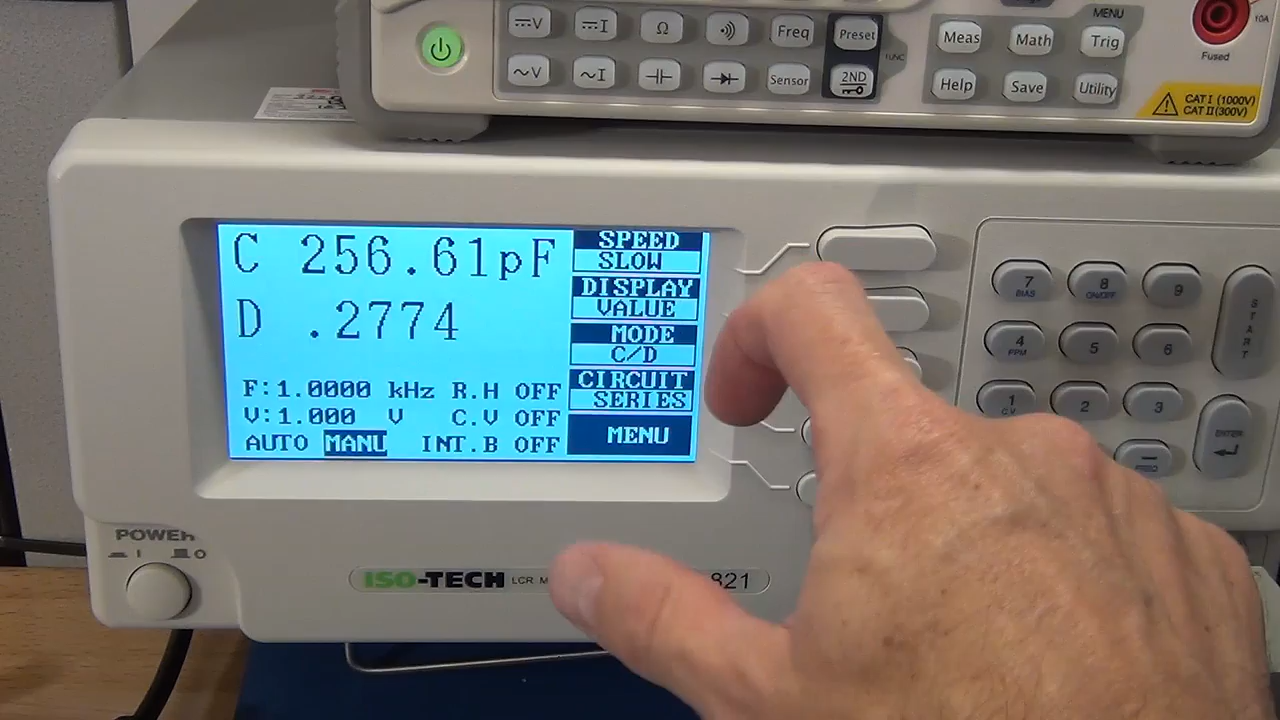 V I Ω Freq Preset
V I Sensor 2ND
FUNC
MENU
Meas Math Trig
Help Save Utility
10A
Fused
CAT I (1000V)
CAT II (300V)
C 256.61pF
D .2774
F:1.0000 kHz R.H OFF
V:1.000 V C.V OFF
AUTO MANU INT.B OFF
SPEED
SLOW
DISPLAY
VALUE
MODE
C/D
CIRCUIT
SERIES
MENU
7 8 9
BIAS ON/OFF
4 5 6
PPM
1 2 3
C.V
START
ENTER
FREQ
POWER
I O
ISO-TECH LCR 821